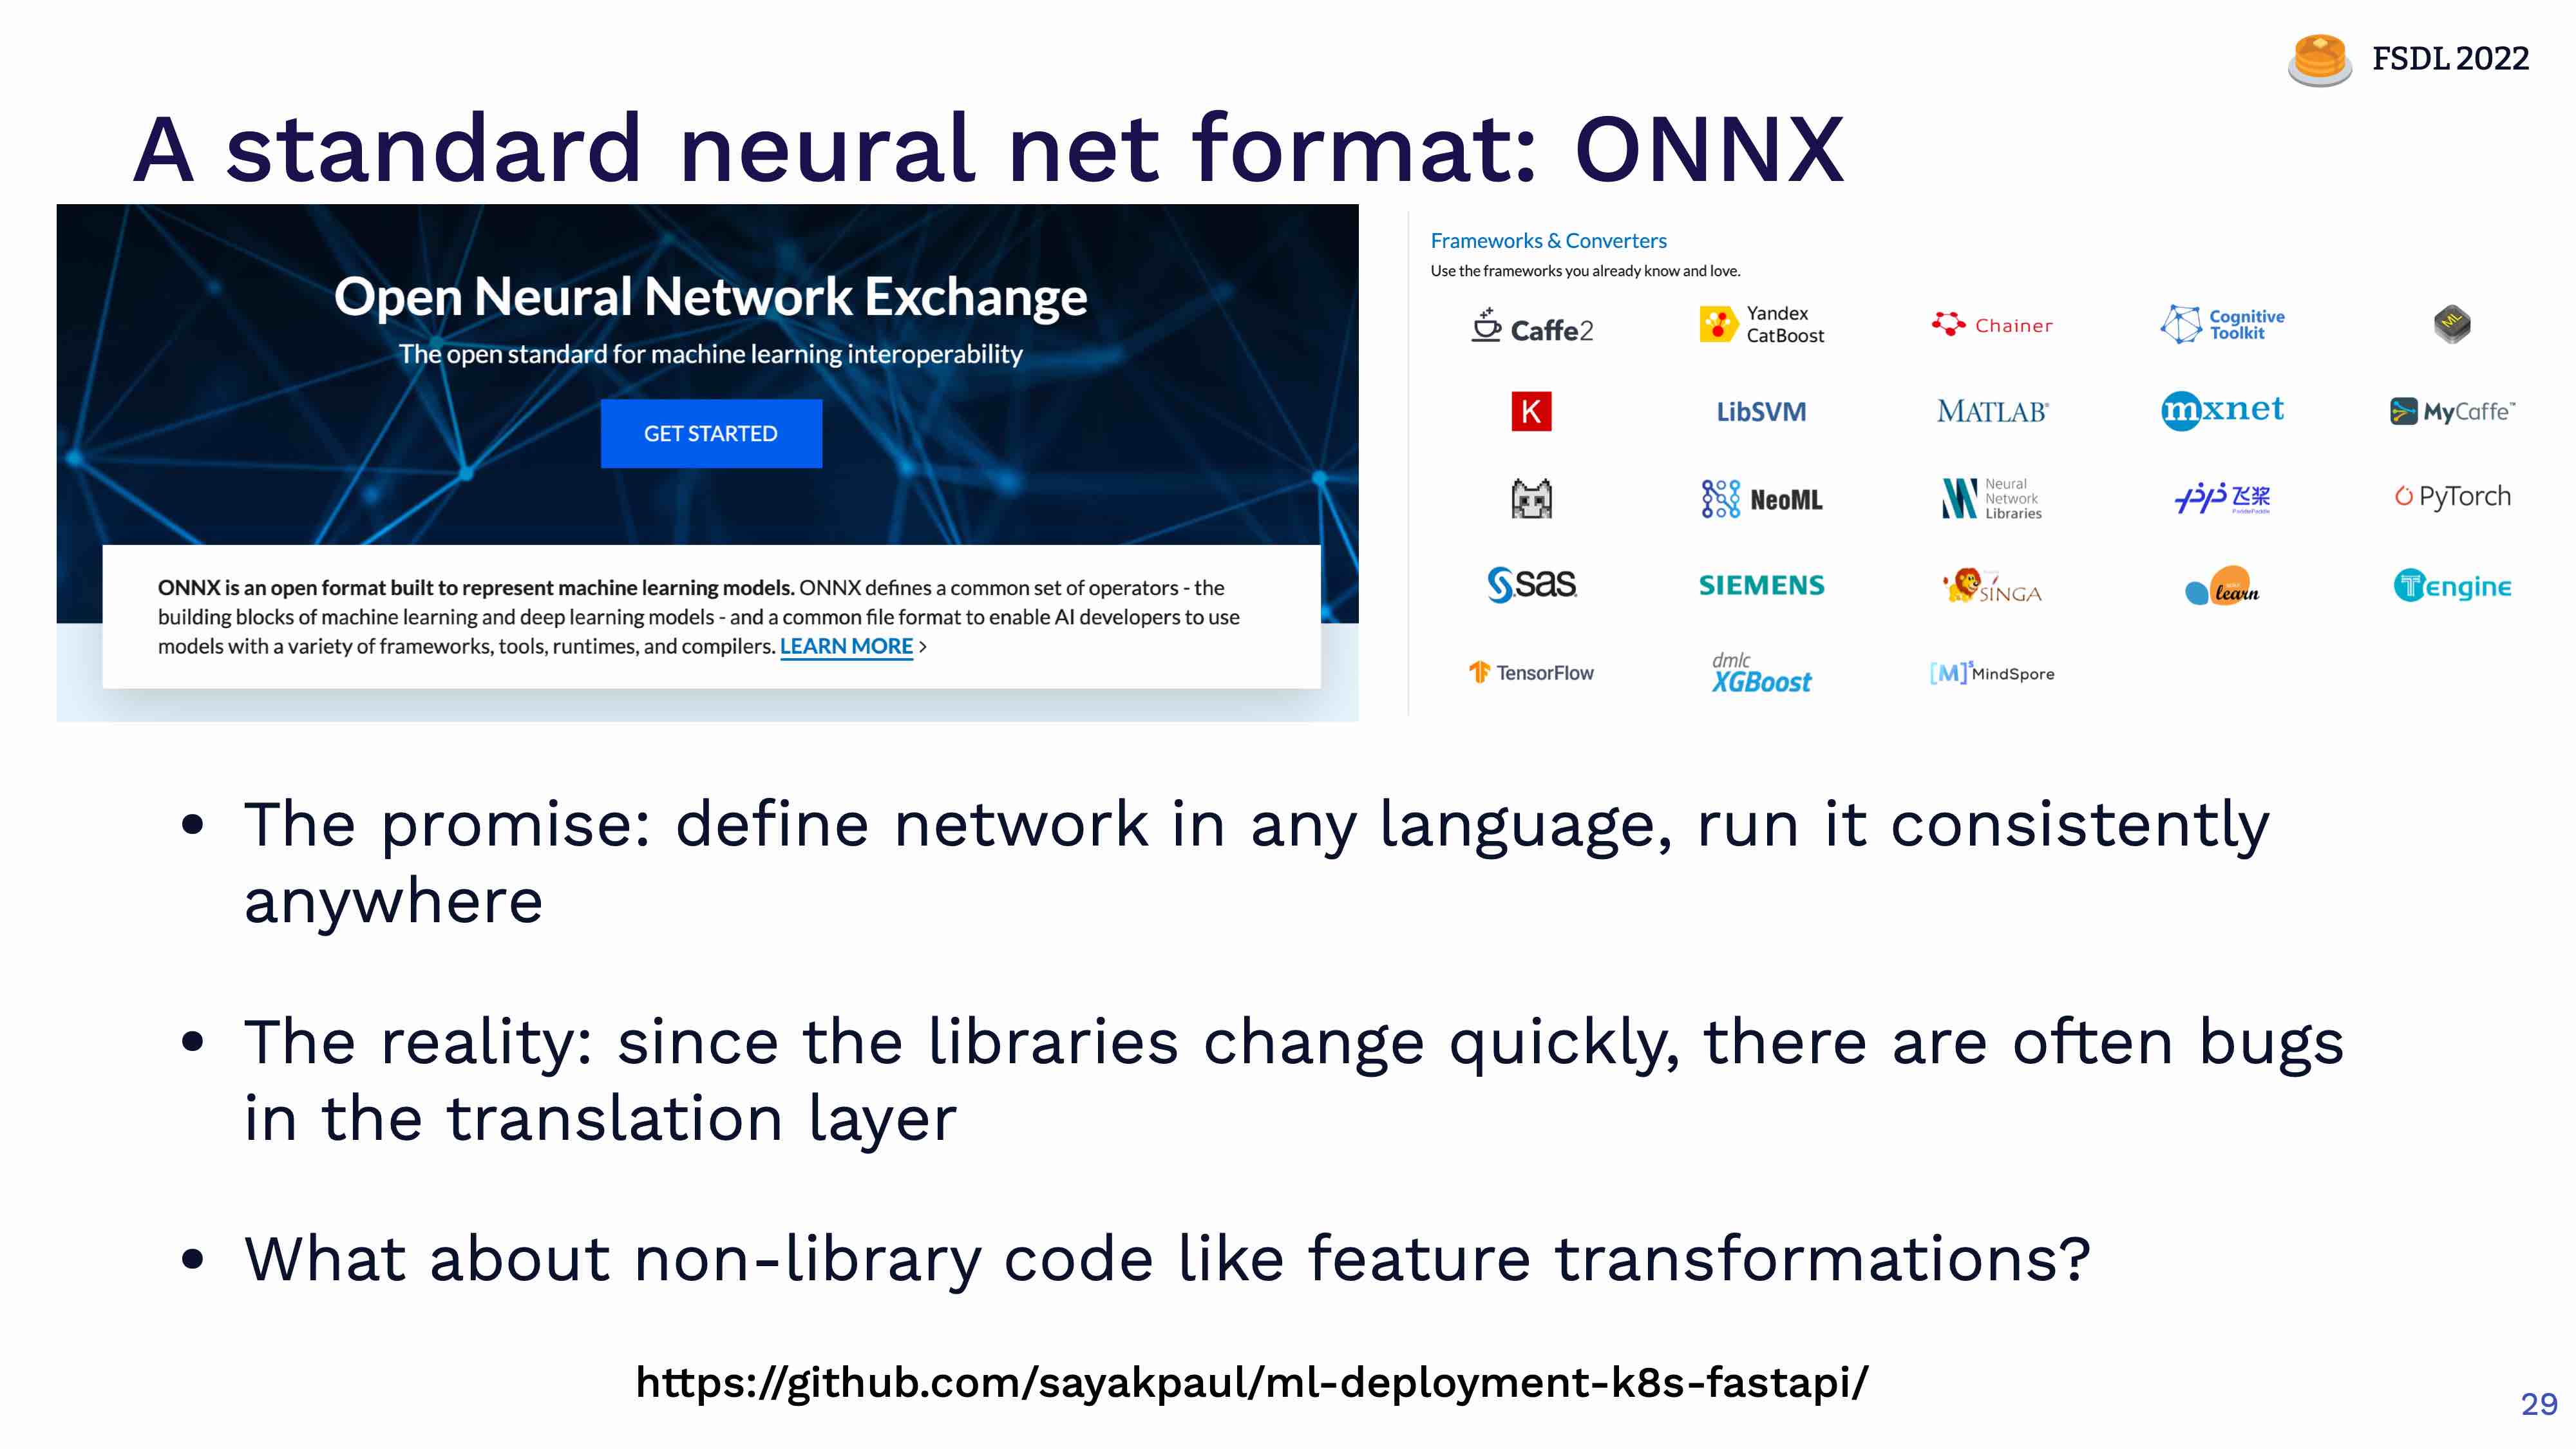 FSDL 2022
A standard neural net format: ONNX
Open Neural Network Exchange
The open standard for machine learning interoperability
GET STARTED
ONNX is an open format built to represent machine learning models. ONNX defines a common set of operators - the
building blocks of machine learning and deep learning models - and a common file format to enable AI developers to use
models with a variety of frameworks, tools, runtimes, and compilers. LEARN MORE >
Frameworks & Converters
Use the frameworks you already know and love.
Caffe2
Yandex
CatBoost
Chainer
Cognitive
Toolkit
ML
K
LibSVM
MATLAB®
mxnet
MyCaffe™
NeoML
Neural
Network
Libraries
飞桨
PaddlePaddle
PyTorch
sas
SIEMENS
SINGA
learn
Tengine
TensorFlow
dmlc
XGBoost
[M]s MindSpore
• The promise: define network in any language, run it consistently
anywhere
• The reality: since the libraries change quickly, there are often bugs
in the translation layer
• What about non-library code like feature transformations?
https://github.com/sayakpaul/ml-deployment-k8s-fastapi/
29